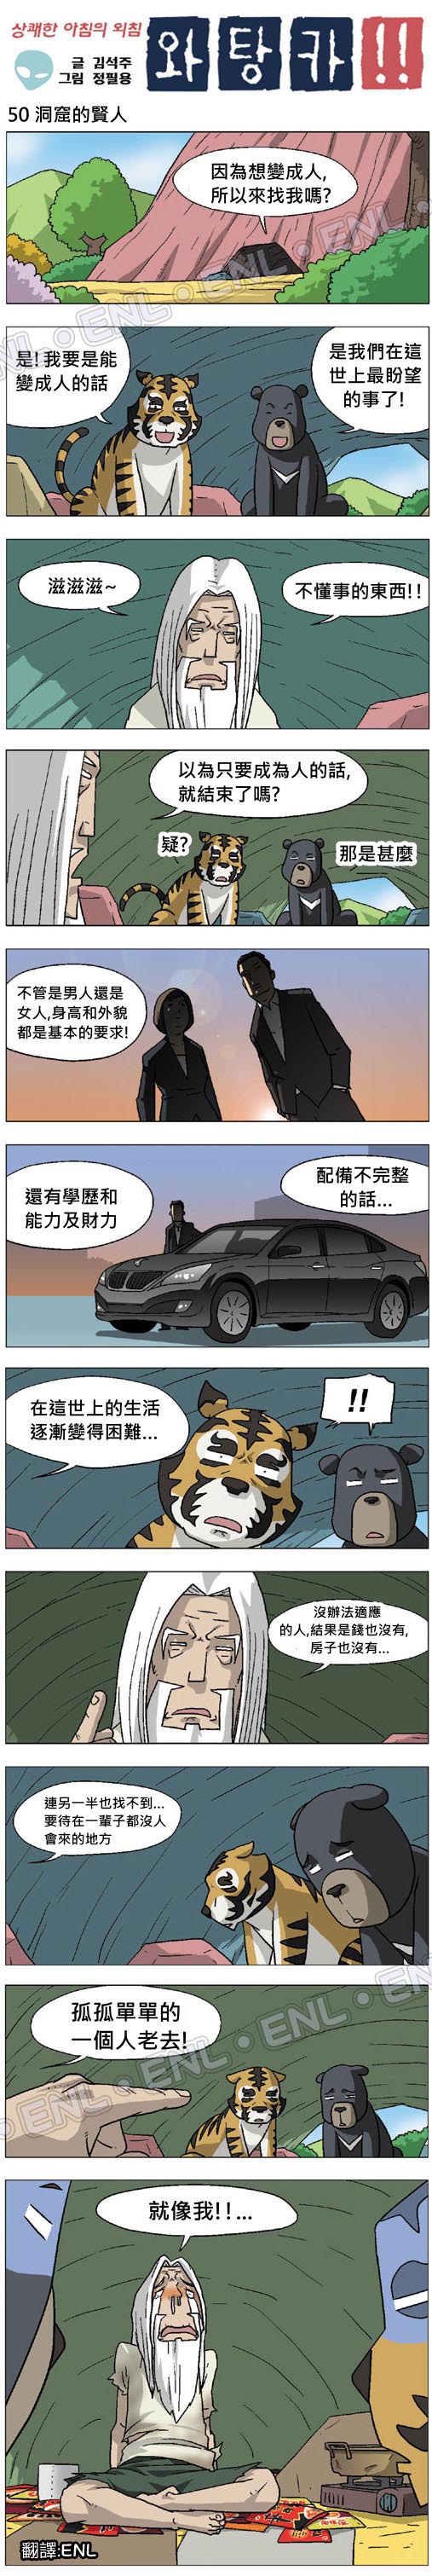 상쾌한 아침의 외침
글 김석주
그림 정필용
와탕카!!
50 洞窟的賢人
因為想變成人,
所以來找我嗎?
ENL • ENL • ENL • ENL
是!我要是能
變成人的話
是我們在這
世上最盼望
的事了!
滋滋滋~
不懂事的東西!!
以為只要成為人的話,
就結束了嗎?
疑?
那是甚麼
不管是男人還是
女人,身高和外貌
都是基本的要求!
還有學歷和
能力及財力
配備不完整
的話...
在這世上的生活
逐漸變得困難...
!!
沒辦法適應
的人,結果是錢也沒有,
房子也沒有...
連另一半也找不到...
要待在一輩子都沒人
會來的地方
孤孤單單的
一個人老去!
ENL • ENL • ENL • ENL
就像我!!...
翻譯:ENL